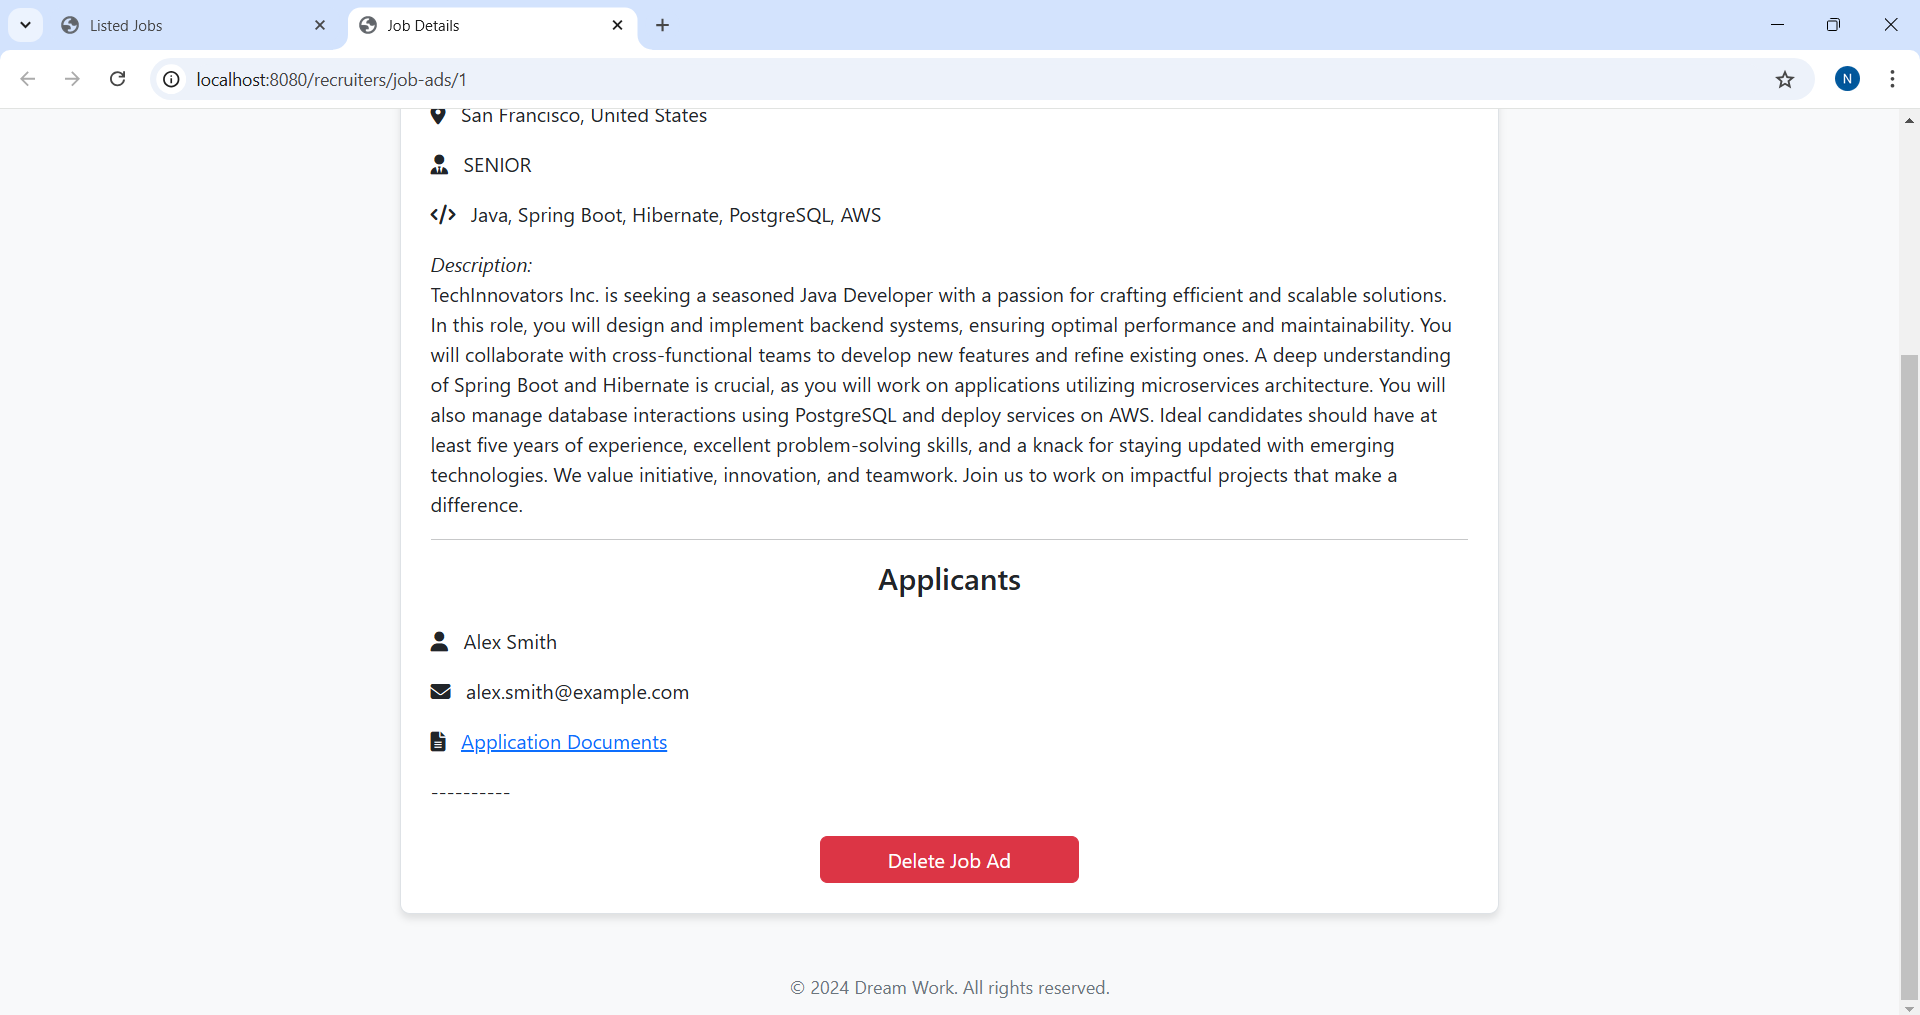 Listed Jobs
Job Details
localhost:8080/recruiters/job-ads/1
N
San Francisco, United States
SENIOR
</> Java, Spring Boot, Hibernate, PostgreSQL, AWS
Description:
TechInnovators Inc. is seeking a seasoned Java Developer with a passion for crafting efficient and scalable solutions.
In this role, you will design and implement backend systems, ensuring optimal performance and maintainability. You
will collaborate with cross-functional teams to develop new features and refine existing ones. A deep understanding
of Spring Boot and Hibernate is crucial, as you will work on applications utilizing microservices architecture. You will
also manage database interactions using PostgreSQL and deploy services on AWS. Ideal candidates should have at
least five years of experience, excellent problem-solving skills, and a knack for staying updated with emerging
technologies. We value initiative, innovation, and teamwork. Join us to work on impactful projects that make a
difference.
Applicants
Alex Smith
alex.smith@example.com
Application Documents
----------
Delete Job Ad
© 2024 Dream Work. All rights reserved.